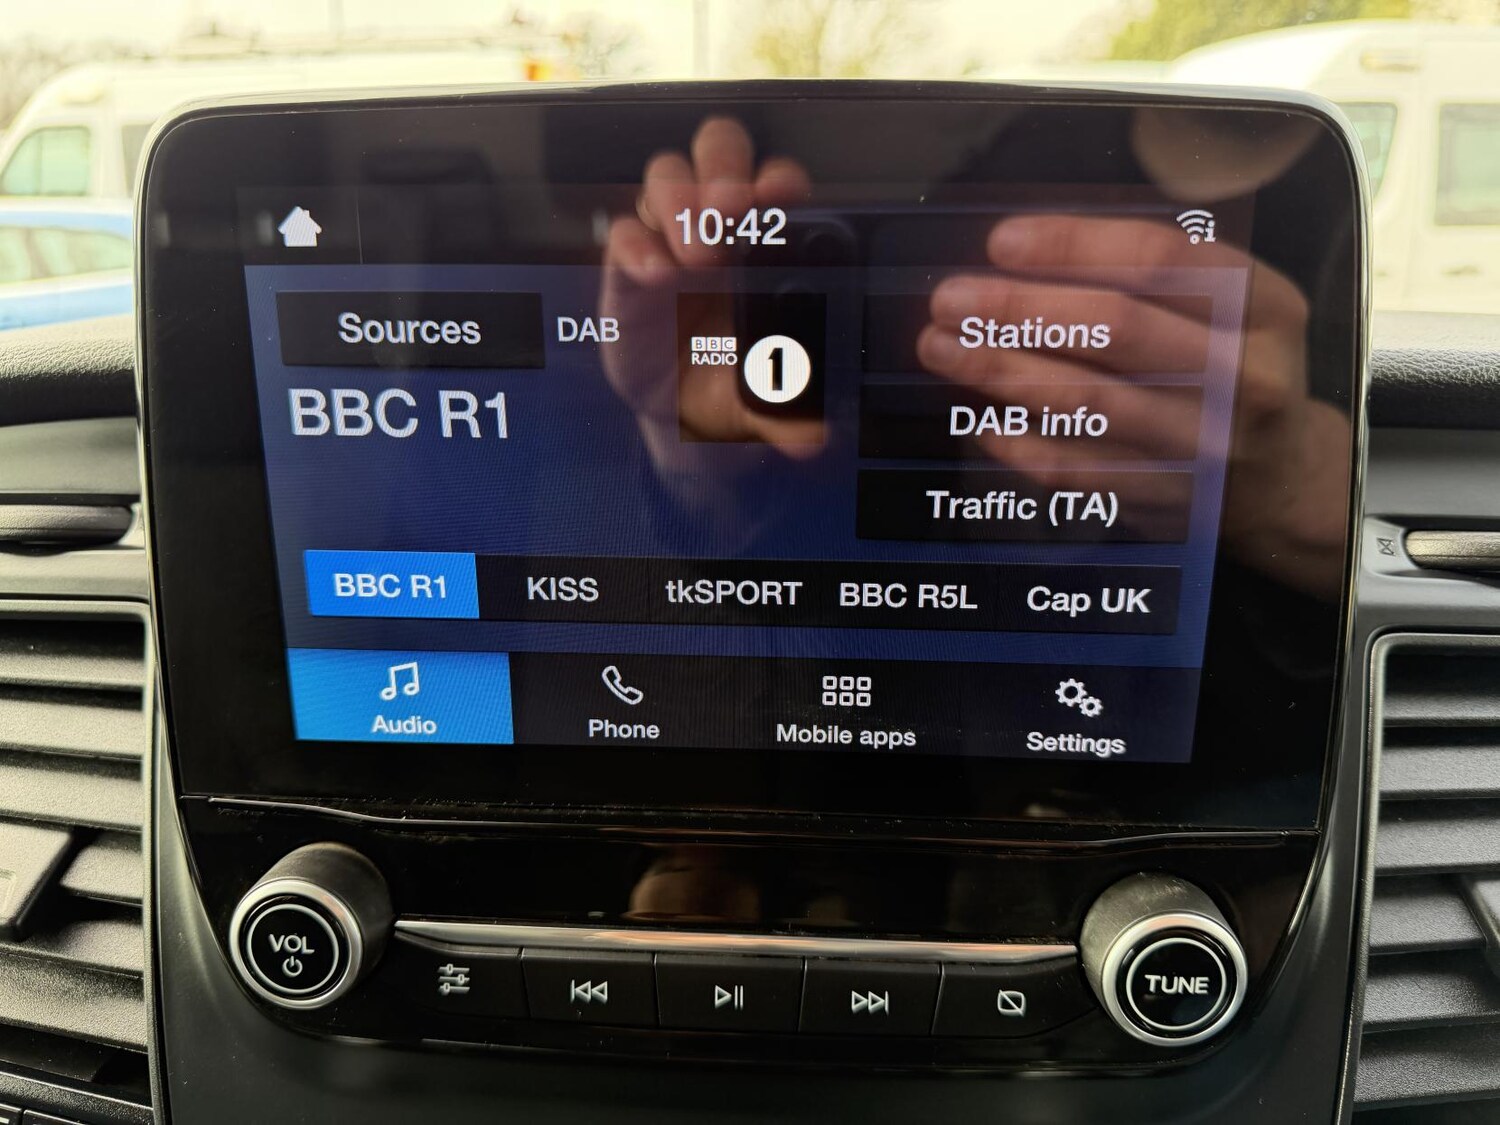 10:42
Sources
DAB
BBC
RADIO
1
Stations
BBC R1
DAB info
Traffic (TA)
BBC R1
KISS
tkSPORT
BBC R5L
Cap UK
Audio
Phone
Mobile apps
Settings
VOL
TUNE